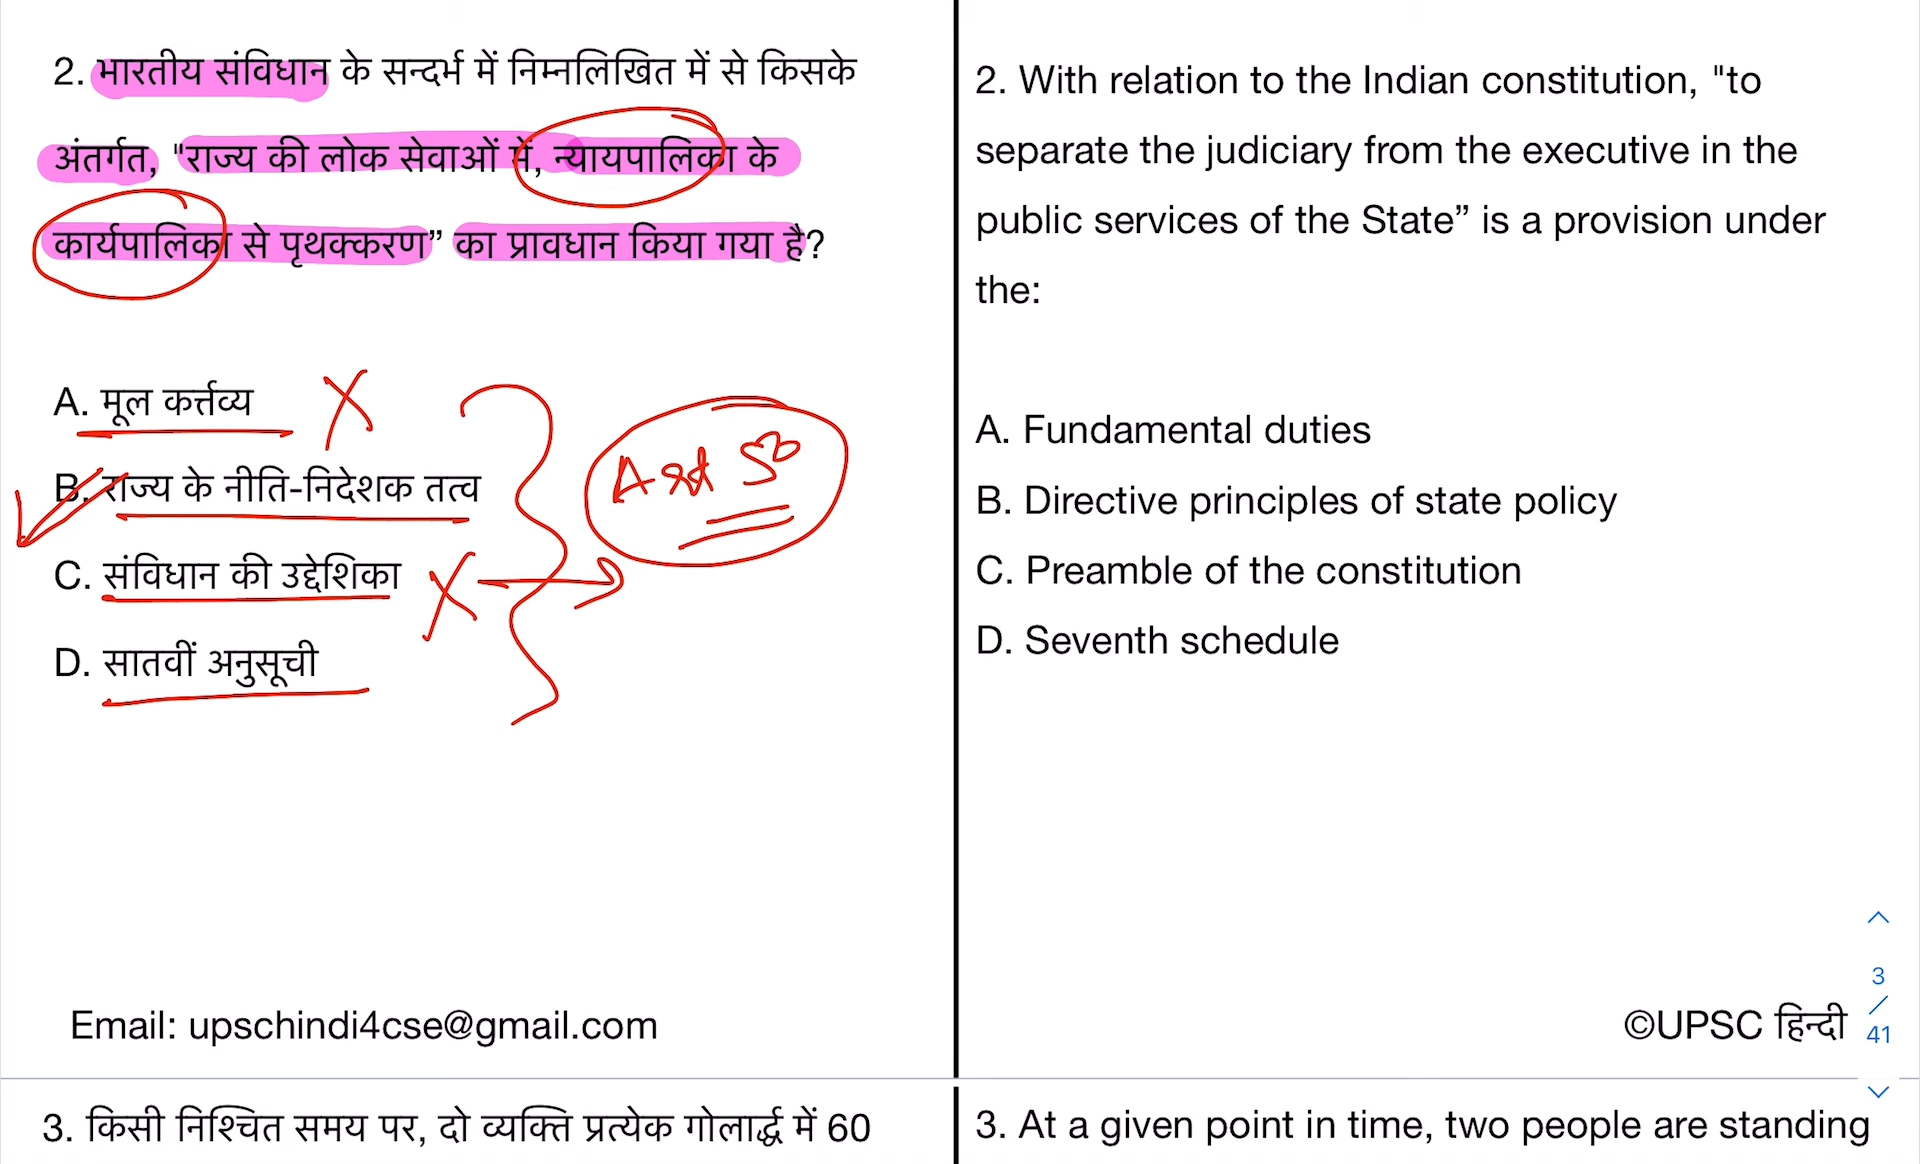 2. भारतीय संविधान के सन्दर्भ में निम्नलिखित में से किसके
अंतर्गत, "राज्य की लोक सेवाओं में, न्यायपालिका के
कार्यपालिका से पृथक्करण” का प्रावधान किया गया है?
A. मूल कर्त्तव्य
B. राज्य के नीति-निदेशक तत्व
C. संविधान की उद्देशिका
D. सातवीं अनुसूची
50
Email: upschindi4cse@gmail.com
2. With relation to the Indian constitution, "to
separate the judiciary from the executive in the
public services of the State” is a provision under
the:
A. Fundamental duties
B. Directive principles of state policy
C. Preamble of the constitution
D. Seventh schedule
©UPSC हिन्दी
3
/
41
3. किसी निश्चित समय पर, दो व्यक्ति प्रत्येक गोलार्द्ध में 60
3. At a given point in time, two people are standing